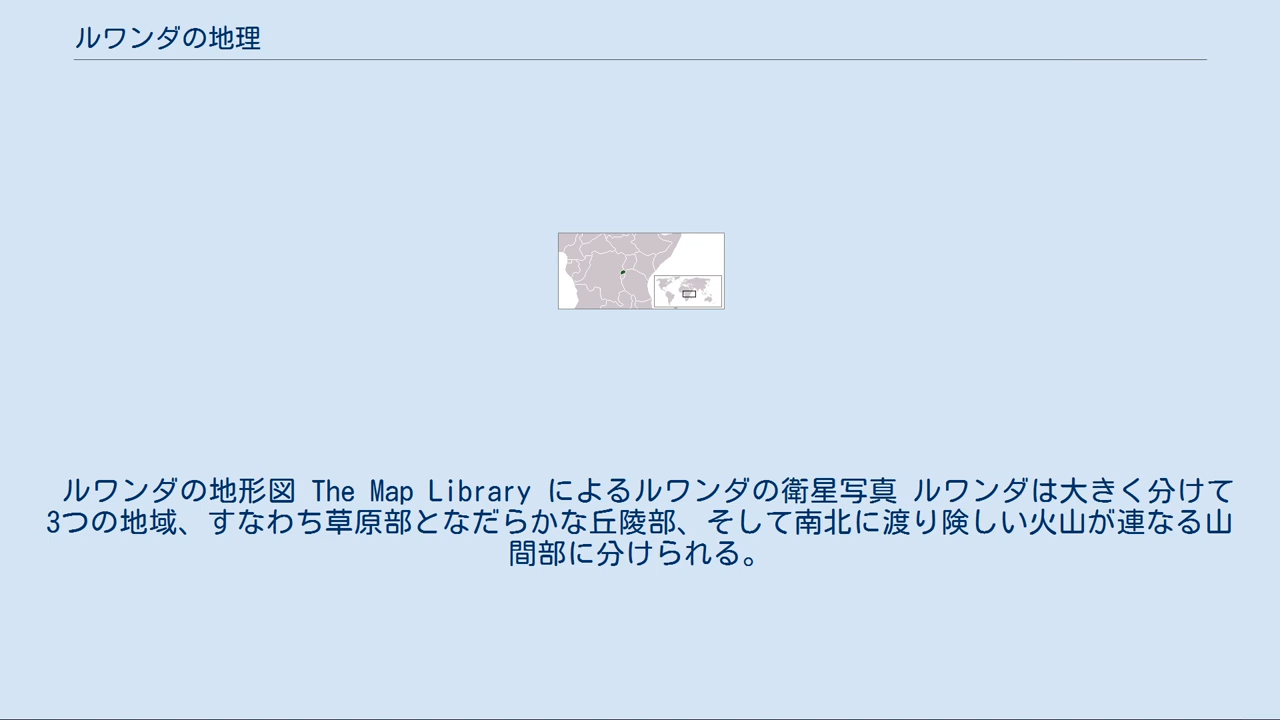 ルワンダの地理
ルワンダの地形図 The Map Library によるルワンダの衛星写真 ルワンダは大きく分けて
3つの地域、すなわち草原部となだらかな丘陵部、そして南北に渡り険しい火山が連なる山
間部に分けられる。